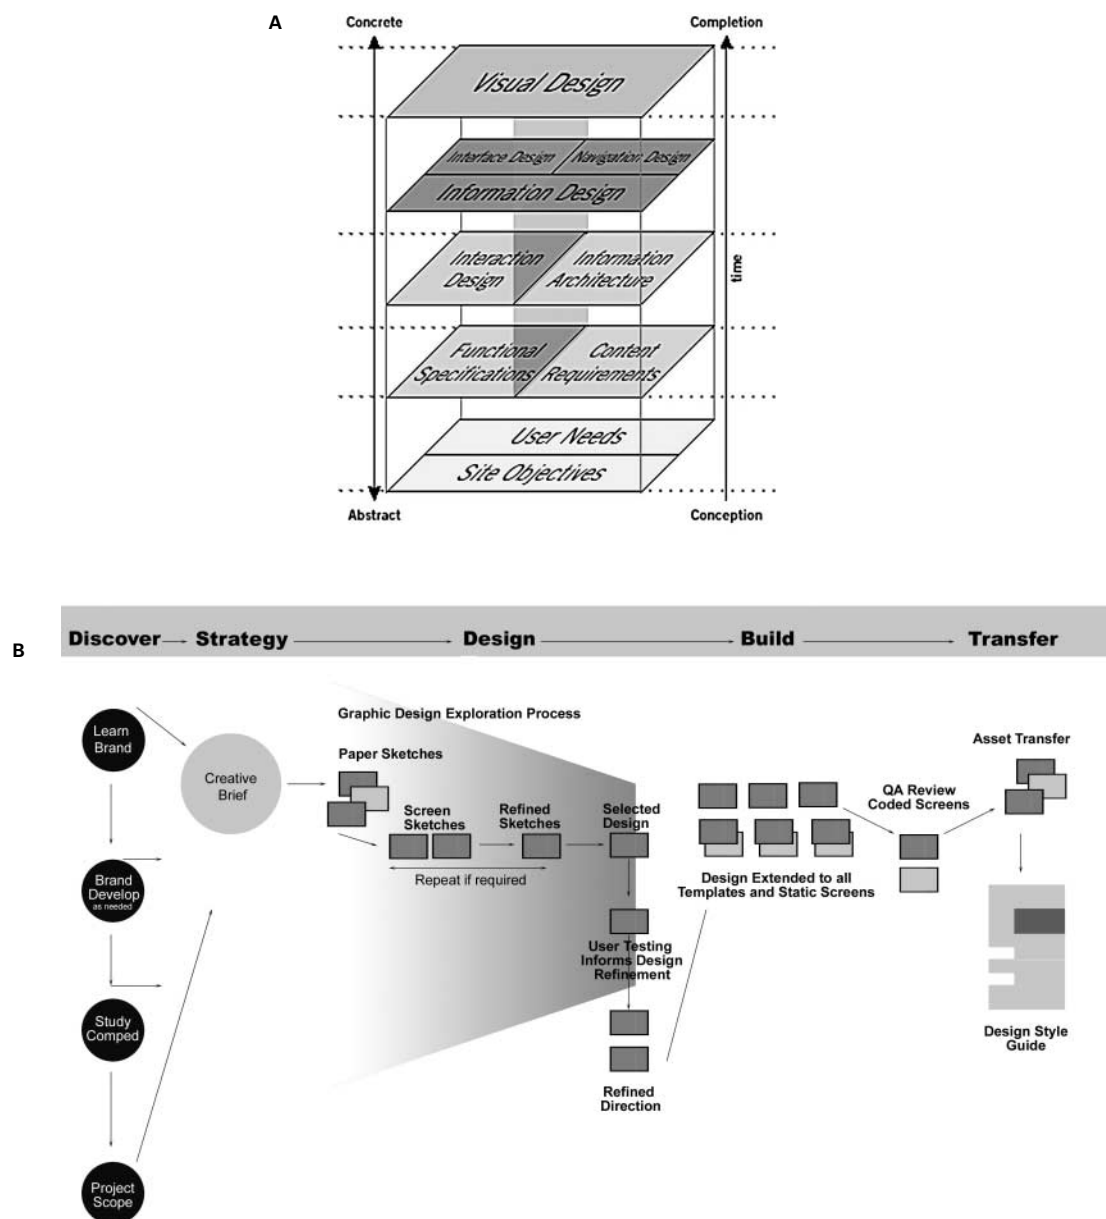 A
Concrete
Completion
Visual Design
Interface Design
Navigation Design
Information Design
Interaction
Design
Information
Architecture
time
Functional
Specifications
Content
Requirements
User Needs
Site Objectives
Abstract
Conception
B
Discover
Strategy
Design
Build
Transfer
Graphic Design Exploration Process
Learn
Brand
Creative
Brief
Paper Sketches
Screen
Sketches
Refined
Sketches
Selected
Design
Repeat if required
Asset Transfer
QA Review
Coded Screens
Brand
Develop
as needed
Design Extended to all
Templates and Static Screens
User Testing
Informs Design
Refinement
Study
Comped
Design Style
Guide
Refined
Direction
Project
Scope